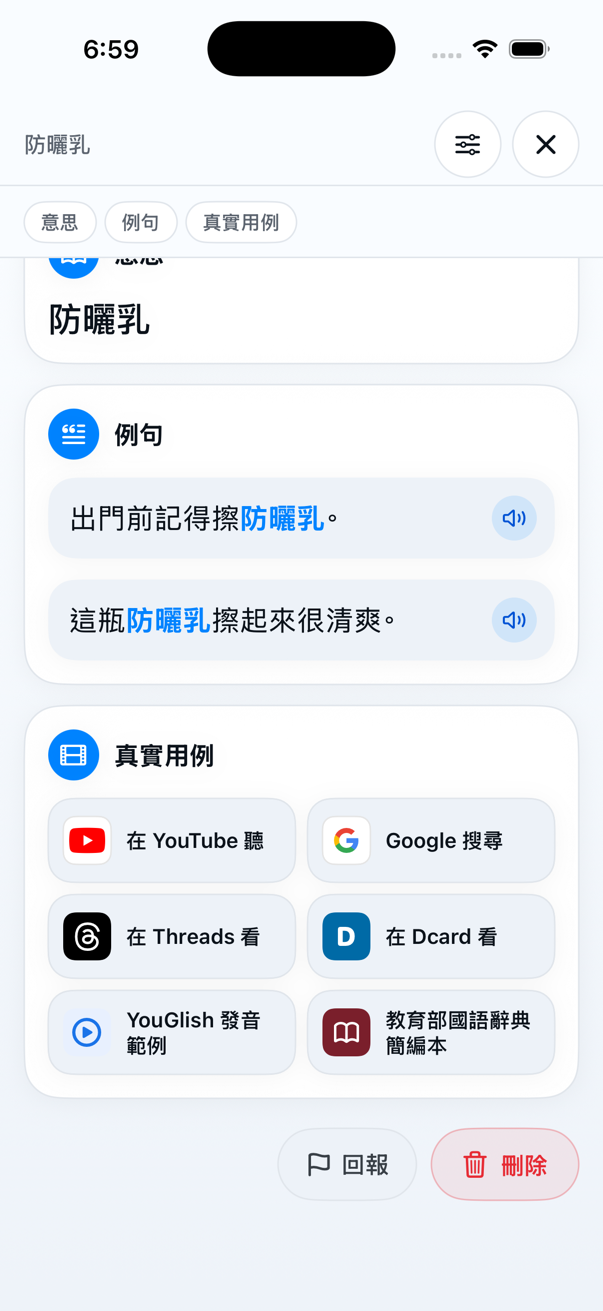 6:59
防曬乳
意思
例句
真實用例
意思
防曬乳
例句
出門前記得擦防曬乳。
這瓶防曬乳擦起來很清爽。
真實用例
在 YouTube 聽
Google 搜尋
在 Threads 看
D
在 Dcard 看
YouGlish 發音
範例
教育部國語辭典
簡編本
回報
刪除